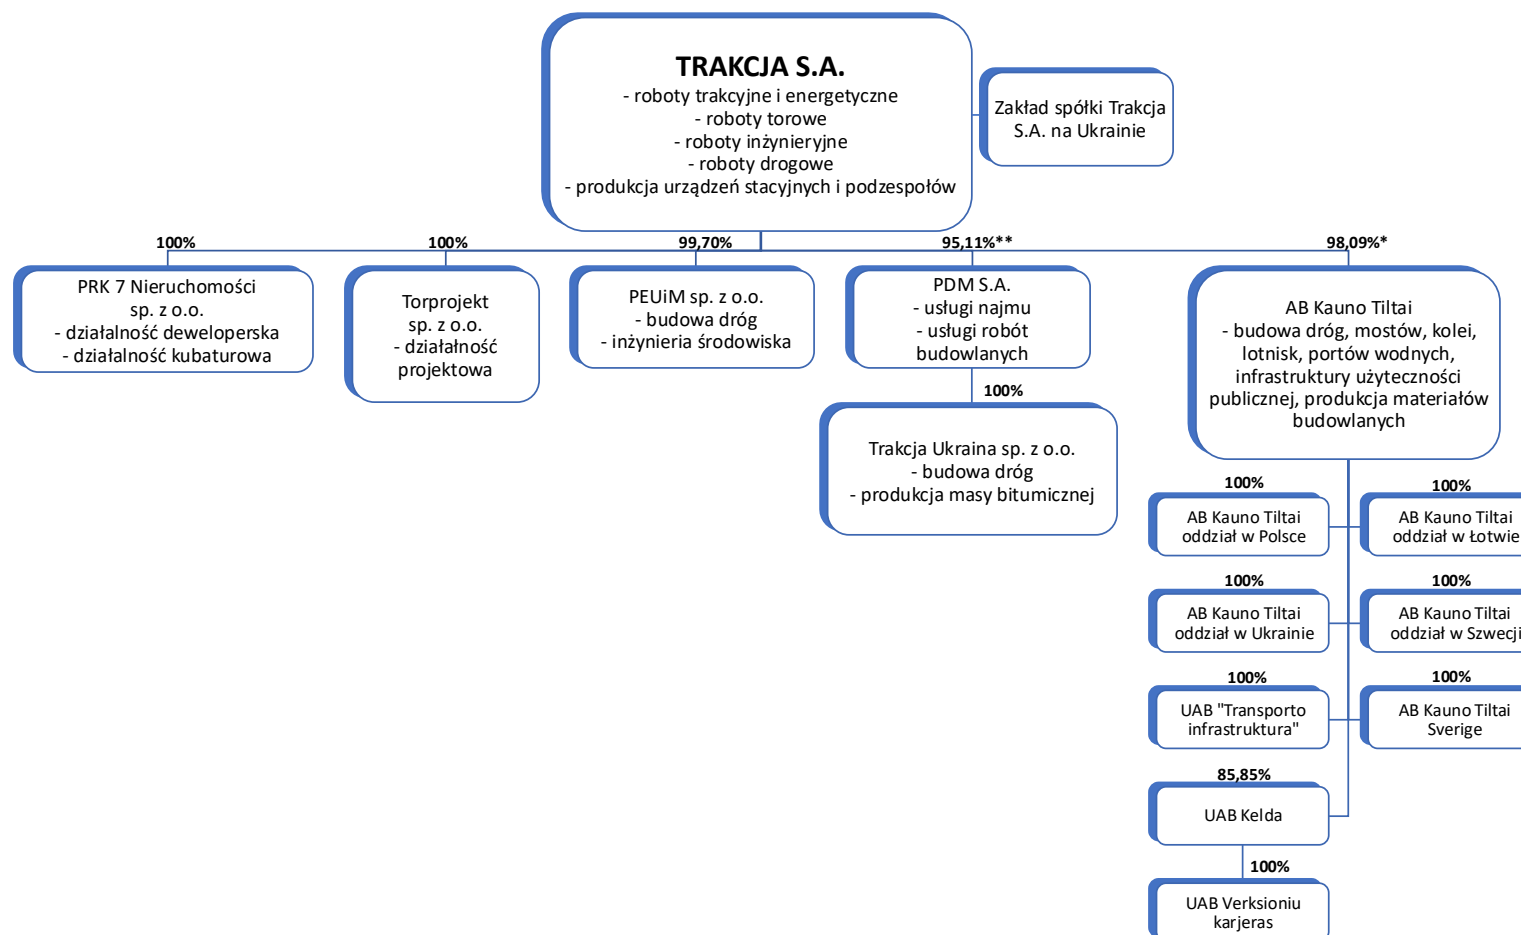 TRAKCJA S.A.
- roboty trakcyjne i energetyczne
- roboty torowe
- roboty inżynieryjne
- roboty drogowe
- produkcja urządzeń stacyjnych i podzespołów
Zakład spółki Trakcja
S.A. na Ukrainie
100%
100%
99,70%
95,11%**
98,09%*
PRK 7 Nieruchomości
sp. z o.o.
- działalność deweloperska
- działalność kubaturowa
Torprojekt
sp. z o.o.
- działałność
projektowa
PEUiM sp. z o.o.
- budowa dróg
- inżynieria środowiska
PDM S.A.
- usługi najmu
- usługi robót
budowlanych
AB Kauno Tiltai
- budowa dróg, mostów, kolei,
lotnisk, portów wodnych,
infrastruktury użyteczności
publicznej, produkcja materiałów
budowlanych
100%
Trakcja Ukraina sp. z o.o.
- budowa dróg
- produkcja masy bitumicznej
100%
100%
AB Kauno Tiltai
oddział w Polsce
AB Kauno Tiltai
oddział w Łotwie
100%
100%
AB Kauno Tiltai
oddział w Ukrainie
AB Kauno Tiltai
oddział w Szwecji
100%
100%
UAB "Transporto
infrastruktura"
AB Kauno Tiltai
Sverige
85,85%
UAB Kelda
100%
UAB Verksioniu
karjeras